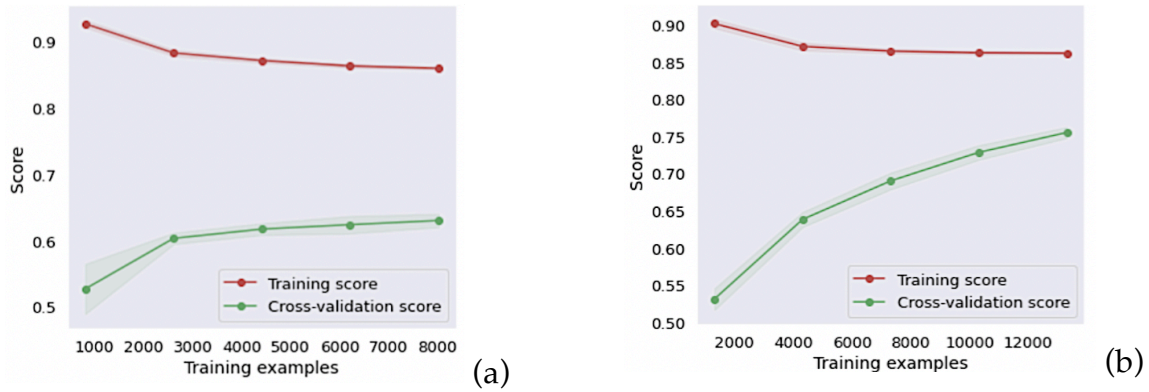 0.9
0.8
0.7
0.6
0.5
Score
1000 2000 3000 4000 5000 6000 7000 8000
Training examples
Training score
Cross-validation score
(a)
0.90
0.85
0.80
0.75
0.70
0.65
0.60
0.55
0.50
Score
2000 4000 6000 8000 10000 12000
Training examples
Training score
Cross-validation score
(b)